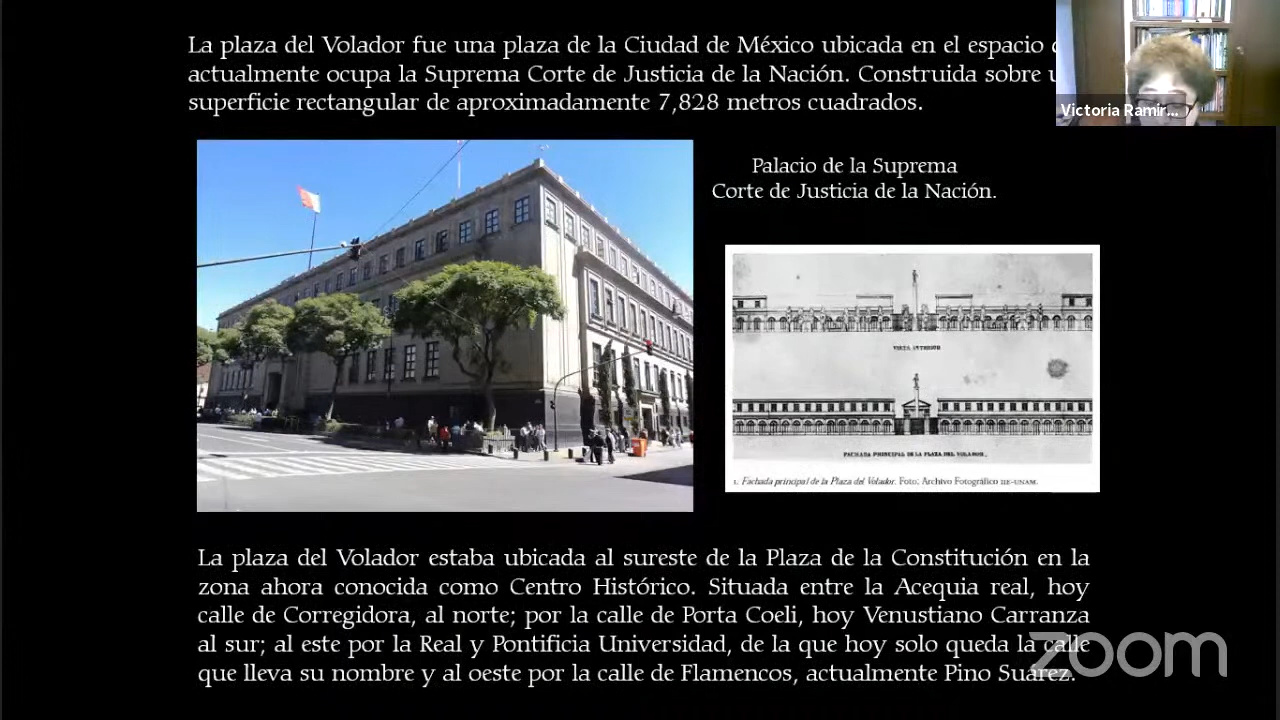 La plaza del Volador fue una plaza de la Ciudad de México ubicada en el espacio
actualmente ocupa la Suprema Corte de Justicia de la Nación. Construida sobre
superficie rectangular de aproximadamente 7,828 metros cuadrados.
Victoria Ramír...
Palacio de la Suprema
Corte de Justicia de la Nación.
VISTA INTERIOR
FACHADA PRINCIPAL DE LA PLAZA DEL VOLADOR.
1. Fachada principal de la Plaza del Volador. Foto: Archivo Fotográfico IIE-UNAM.
La plaza del Volador estaba ubicada al sureste de la Plaza de la Constitución en la
zona ahora conocida como Centro Histórico. Situada entre la Acequia real, hoy
calle de Corregidora, al norte; por la calle de Porta Coeli, hoy Venustiano Carranza
al sur; al este por la Real y Pontificia Universidad, de la que hoy solo queda la calle
que lleva su nombre y al oeste por la calle de Flamencos, actualmente Pino Suárez.
zoom